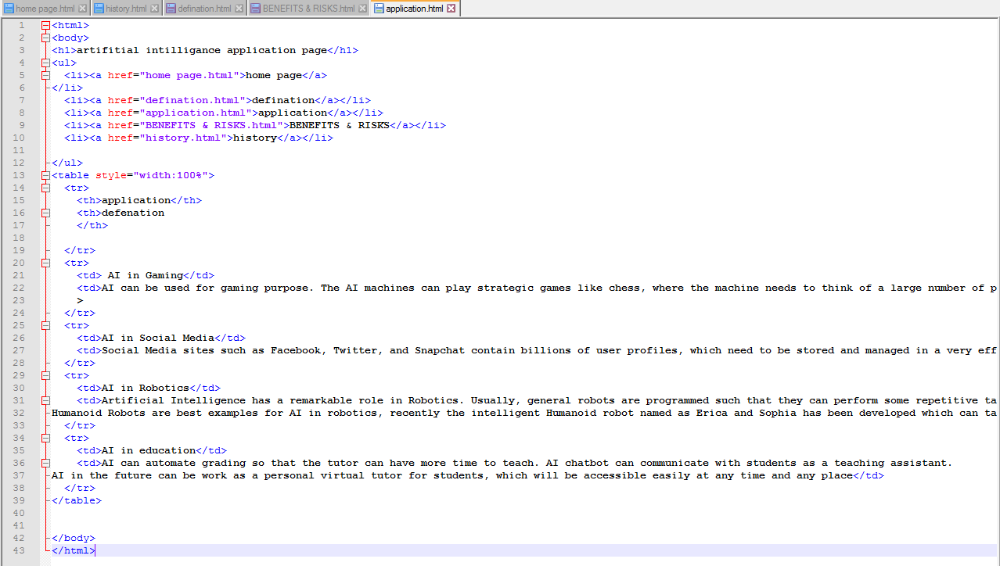 home page.html history.html defination.html BENEFITS & RISKS.html application.html
1 <html>
2 <body>
3 <h1>artifitial intilligance application page</h1>
4 <ul>
5 <li><a href="home page.html">home page</a>
6 </li>
7 <li><a href="defination.html">defination</a></li>
8 <li><a href="application.html">application</a></li>
9 <li><a href="BENEFITS & RISKS.html">BENEFITS & RISKS</a></li>
10 <li><a href="history.html">history</a></li>
11
12 </ul>
13 <table style="width:100%">
14 <tr>
15 <th>application</th>
16 <th>defenation
17 </th>
18
19 </tr>
20 <tr>
21 <td> AI in Gaming</td>
22 <td>AI can be used for gaming purpose. The AI machines can play strategic games like chess, where the machine needs to think of a large number of p
23 >
24 </tr>
25 <tr>
26 <td>AI in Social Media</td>
27 <td>Social Media sites such as Facebook, Twitter, and Snapchat contain billions of user profiles, which need to be stored and managed in a very eff
28 </tr>
29 <tr>
30 <td>AI in Robotics</td>
31 <td>Artificial Intelligence has a remarkable role in Robotics. Usually, general robots are programmed such that they can perform some repetitive ta
32 Humanoid Robots are best examples for AI in robotics, recently the intelligent Humanoid robot named as Erica and Sophia has been developed which can ta
33 </tr>
34 <tr>
35 <td>AI in education</td>
36 <td>AI can automate grading so that the tutor can have more time to teach. AI chatbot can communicate with students as a teaching assistant.
37 AI in the future can be work as a personal virtual tutor for students, which will be accessible easily at any time and any place</td>
38 </tr>
39 </table>
40
41
42 </body>
43 </html>